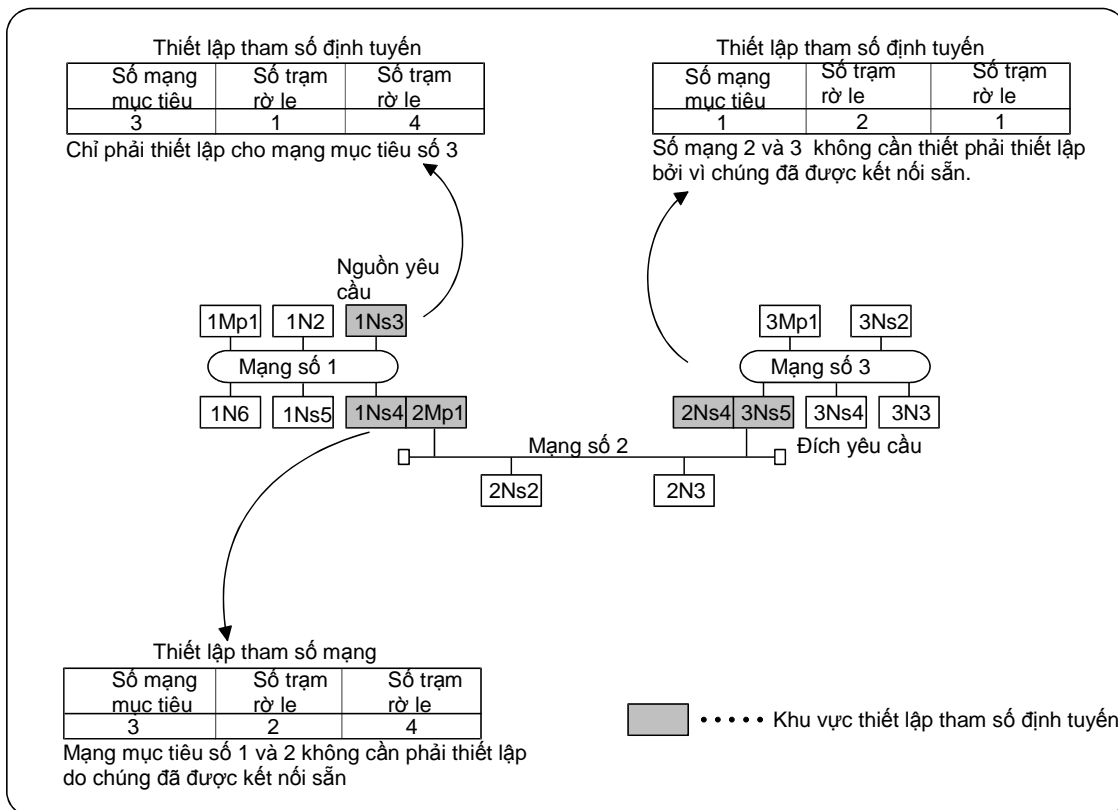 Thiết lập tham số định tuyến
Số mạng mục tiêu Số trạm rờ le Số trạm rờ le
3 1 4
Chỉ phải thiết lập cho mạng mục tiêu số 3
Thiết lập tham số định tuyến
Số mạng mục tiêu Số trạm rờ le Số trạm rờ le
1 2 1
Số mạng 2 và 3 không cần thiết phải thiết lập
bởi vì chúng đã được kết nối sẵn.
Nguồn yêu
cầu
1Mp1 1N2 1Ns3
Mạng số 1
1N6 1Ns5 1Ns4 2Mp1
3Mp1 3Ns2
Mạng số 3
2Ns4 3Ns5 3Ns4 3N3
Mạng số 2
Đích yêu cầu
2Ns2 2N3
Thiết lập tham số mạng
Số mạng mục tiêu Số trạm rờ le Số trạm rờ le
3 2 4
Mạng mục tiêu số 1 và 2 không cần phải thiết lập
do chúng đã được kết nối sẵn
Khu vực thiết lập tham số định tuyến